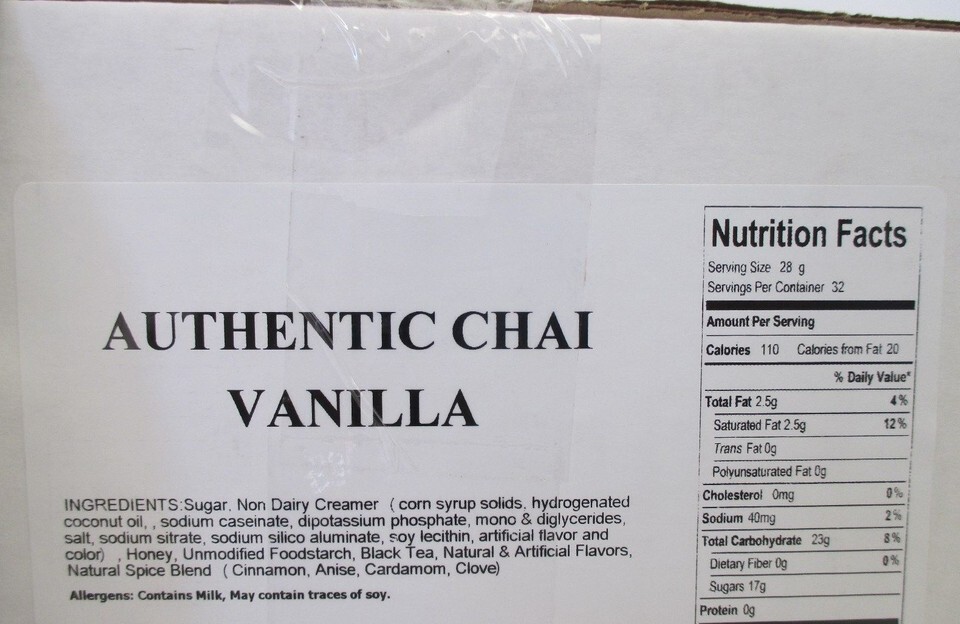 AUTHENTIC CHAI
VANILLA
INGREDIENTS:Sugar. Non Dairy Creamer ( corn syrup solids. hydrogenated
coconut oil, , sodium caseinate, dipotassium phosphate, mono & diglycerides,
salt, sodium sitrate, sodium silico aluminate, soy lecithin, artificial flavor and
color) , Honey, Unmodified Foodstarch, Black Tea, Natural & Artificial Flavors,
Natural Spice Blend ( Cinnamon, Anise, Cardamom, Clove)
Allergens: Contains Milk, May contain traces of soy.
Nutrition Facts
Serving Size 28 g
Servings Per Container 32
Amount Per Serving
Calories 110 Calories from Fat 20
% Daily Value*
Total Fat 2.5g 4%
Saturated Fat 2.5g 12%
Trans Fat 0g
Polyunsaturated Fat 0g
Cholesterol 0mg 0%
Sodium 40mg 2%
Total Carbohydrate 23g 8%
Dietary Fiber 0g 0%
Sugars 17g
Protein 0g